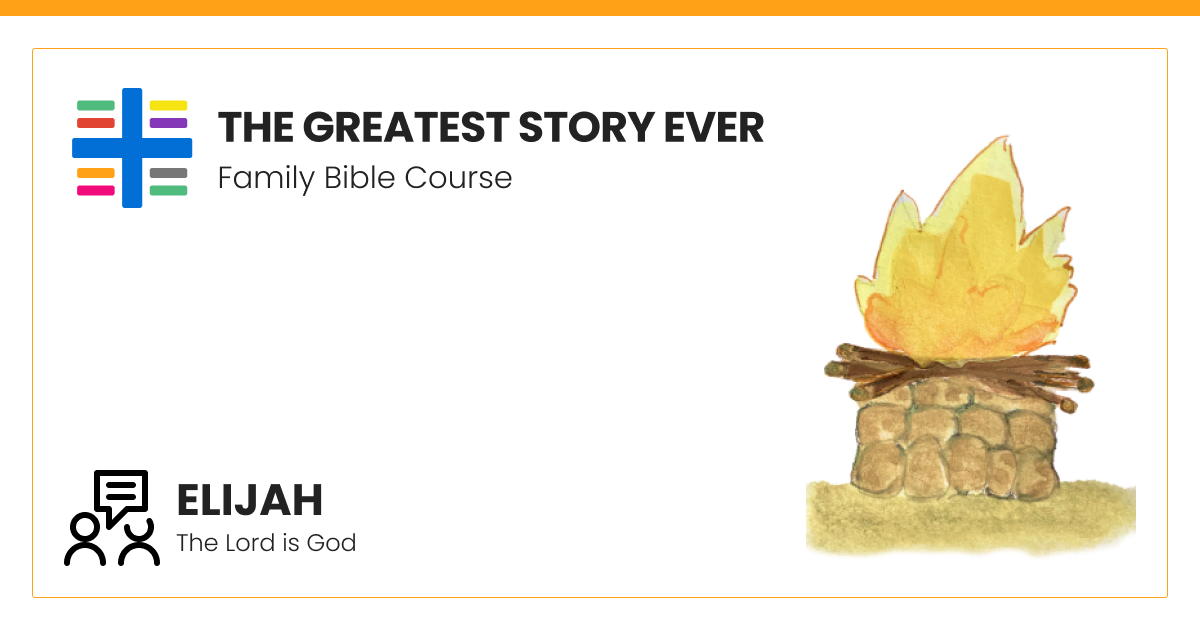 THE GREATEST STORY EVER
Family Bible Course
ELIJAH
The Lord is God